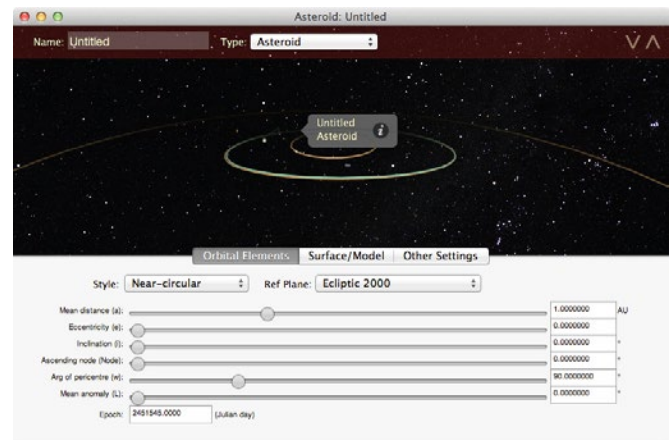 Asteroid: Untitled
Name: Untitled Type: Asteroid
Untitled
Asteroid
Orbital Elements Surface/Model Other Settings
Style: Near-circular Ref Plane: Ecliptic 2000
Mean distance (a): 1.0000000 AU
Eccentricity (e): 0.0000000
Inclination (i): 0.0000000 °
Ascending node (Node): 0.0000000 °
Arg of pericentre (w): 90.0000000 °
Mean anomaly (L): 0.0000000 °
Epoch: 2451545.0000 (Julian day)